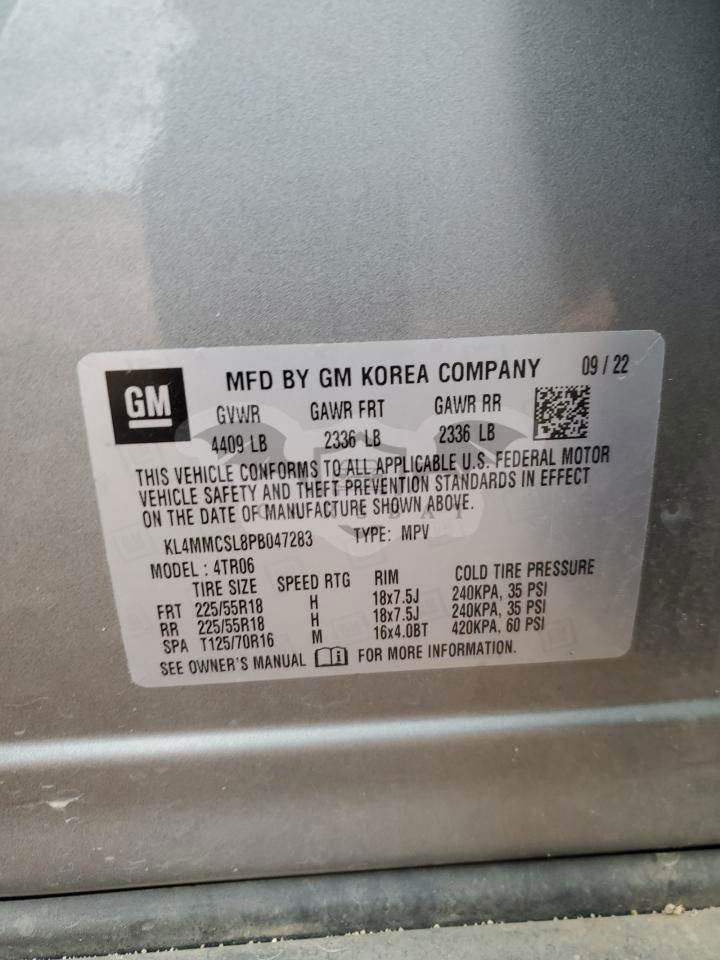 GM
MFD BY GM KOREA COMPANY 09 / 22
GVWR GAWR FRT GAWR RR
4409 LB 2336 LB 2336 LB
THIS VEHICLE CONFORMS TO ALL APPLICABLE U.S. FEDERAL MOTOR
VEHICLE SAFETY AND THEFT PREVENTION STANDARDS IN EFFECT
ON THE DATE OF MANUFACTURE SHOWN ABOVE.
KL4MMCSL8PB047283 TYPE: MPV
MODEL : 4TR06
TIRE SIZE SPEED RTG RIM COLD TIRE PRESSURE
FRT 225/55R18 H 18x7.5J 240KPA, 35 PSI
RR 225/55R18 H 18x7.5J 240KPA, 35 PSI
SPA T125/70R16 M 16x4.0BT 420KPA, 60 PSI
SEE OWNER'S MANUAL FOR MORE INFORMATION.